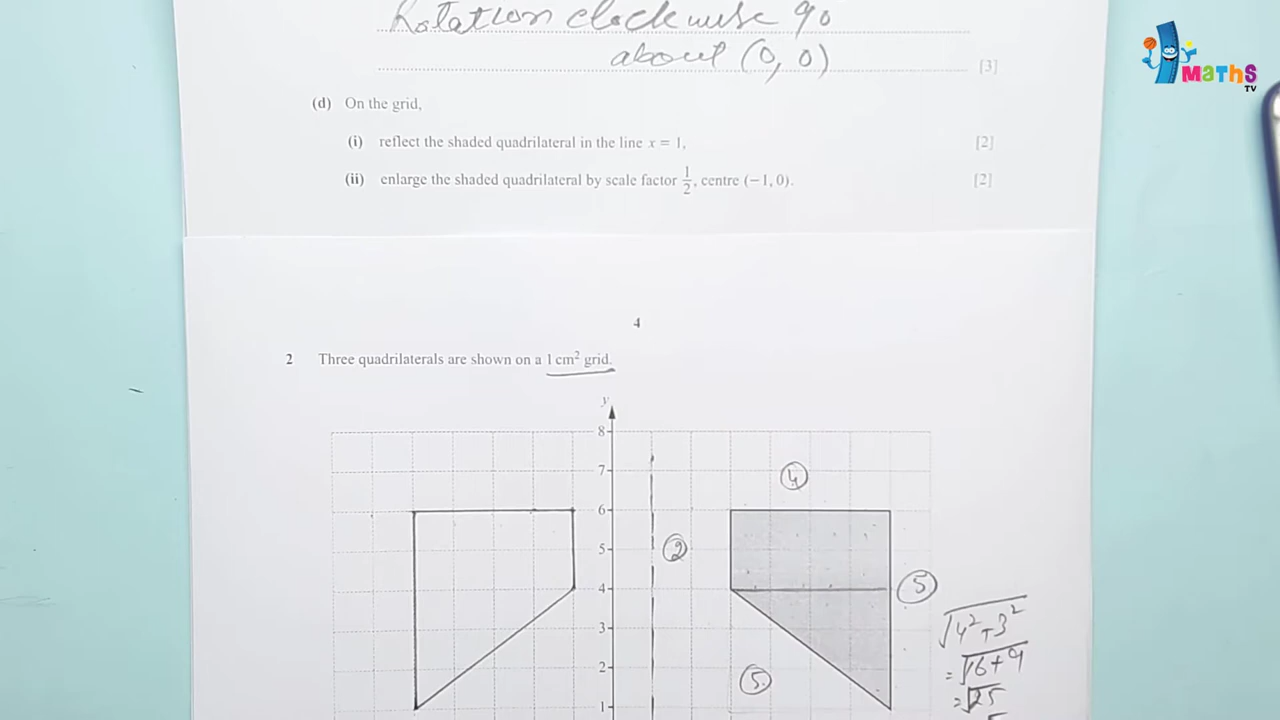 Rotation clockwise 90
about (0, 0)
[3]
MATHS
TV
(d) On the grid,
(i) reflect the shaded quadrilateral in the line x = 1, [2]
(ii) enlarge the shaded quadrilateral by scale factor 1/2, centre (−1, 0). [2]
4
2 Three quadrilaterals are shown on a 1 cm² grid.
y
8
7
4
6
5
2
4
5
3
√4²+3²
2
5
= √16+9
= √25
1